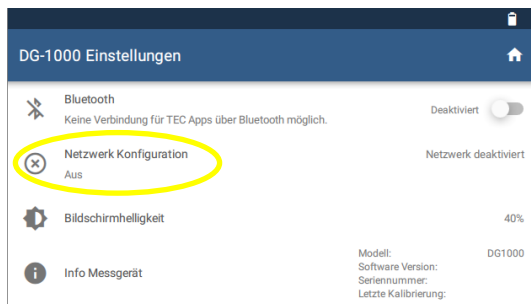 DG-1000 Einstellungen
Bluetooth
Keine Verbindung für TEC Apps über Bluetooth möglich.
Deaktiviert
Netzwerk Konfiguration
Aus
Netzwerk deaktiviert
Bildschirmhelligkeit
40%
Info Messgerät
Modell: DG1000
Software Version:
Seriennummer:
Letzte Kalibrierung: